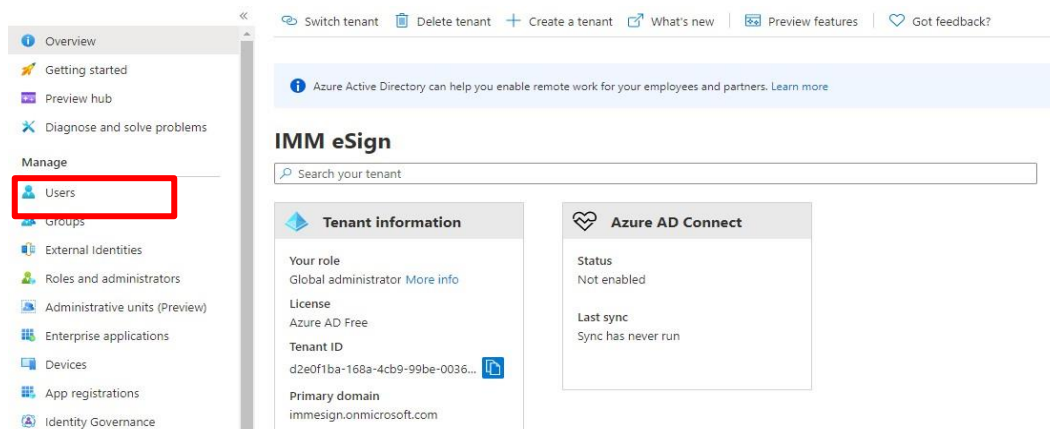 «
Overview
Getting started
Preview hub
Diagnose and solve problems
Manage
Users
Groups
External Identities
Roles and administrators
Administrative units (Preview)
Enterprise applications
Devices
App registrations
Identity Governance
Switch tenant Delete tenant Create a tenant What's new Preview features Got feedback?
Azure Active Directory can help you enable remote work for your employees and partners. Learn more
IMM eSign
Search your tenant
Tenant information
Your role
Global administrator More info
License
Azure AD Free
Tenant ID
d2e0f1ba-168a-4cb9-99be-0036...
Primary domain
immesign.onmicrosoft.com
Azure AD Connect
Status
Not enabled
Last sync
Sync has never run